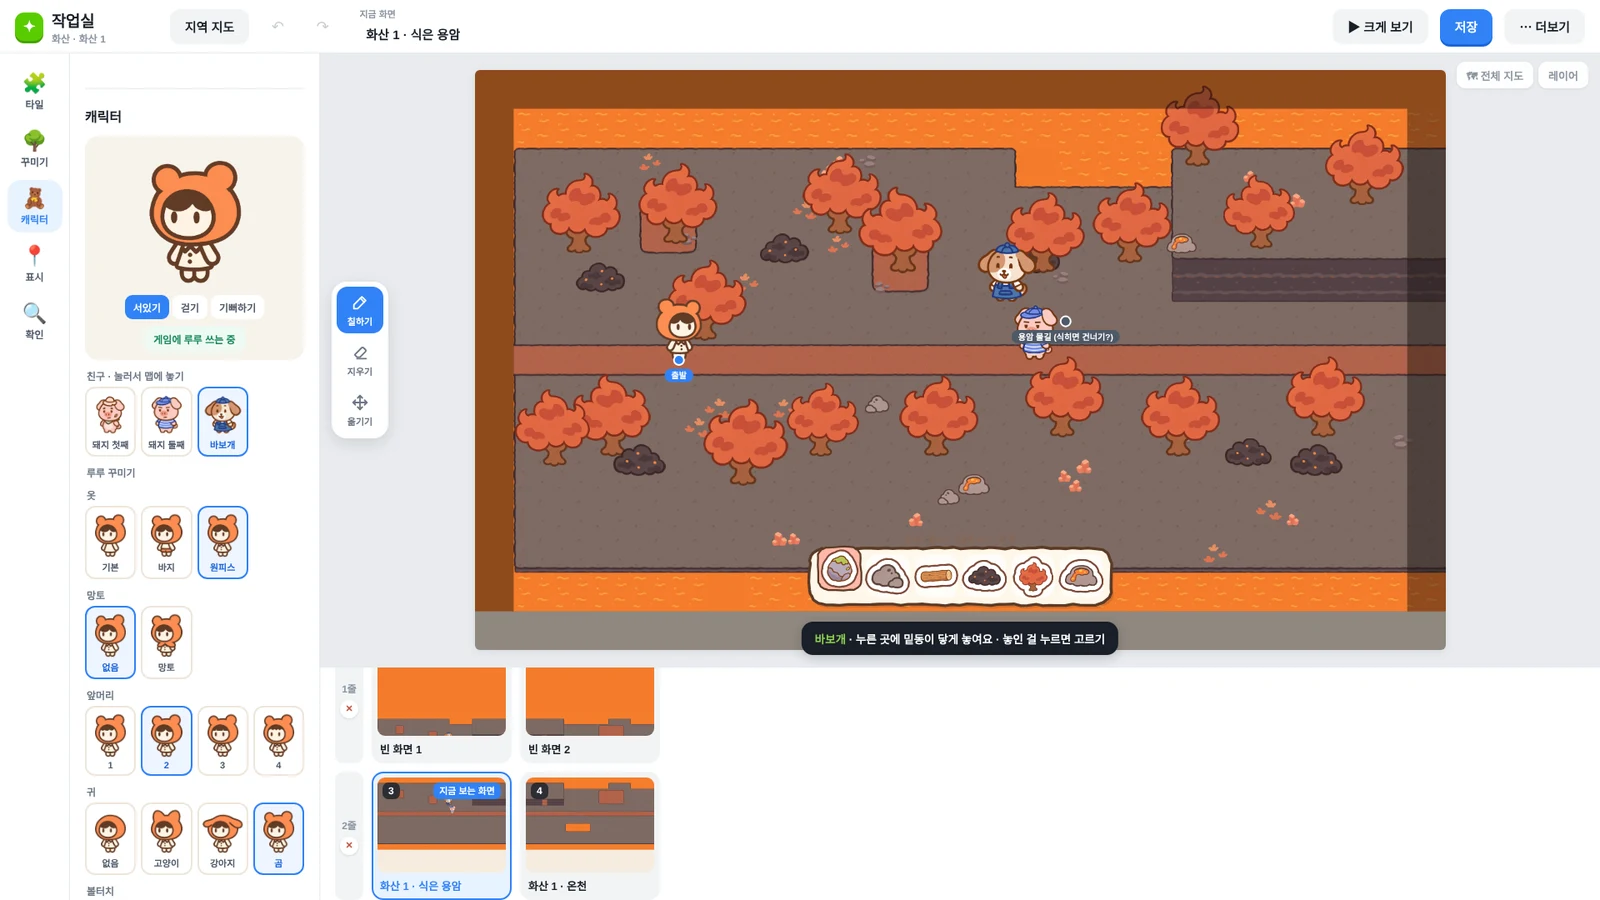 작업실
화산 · 화산 1
지역 지도
지금 화면
화산 1 · 식은 용암
▶ 크게 보기
저장
··· 더보기
타일
꾸미기
캐릭터
표시
확인
캐릭터
서있기
걷기
기뻐하기
게임에 루루 쓰는 중
친구 · 눌러서 맵에 놓기
돼지 첫째
돼지 둘째
바보개
루루 꾸미기
옷
기본
바지
원피스
망토
없음
망토
앞머리
1
2
3
4
귀
없음
고양이
강아지
곰
볼터치
칠하기
지우기
옮기기
전체 지도
레이어
용암 물길 (식히면 건너기?)
출발
바보개 · 누른 곳에 밑동이 닿게 놓여요 · 놓인 걸 누르면 고르기
1줄
×
빈 화면 1
빈 화면 2
2줄
×
3
지금 보는 화면
화산 1 · 식은 용암
4
화산 1 · 온천